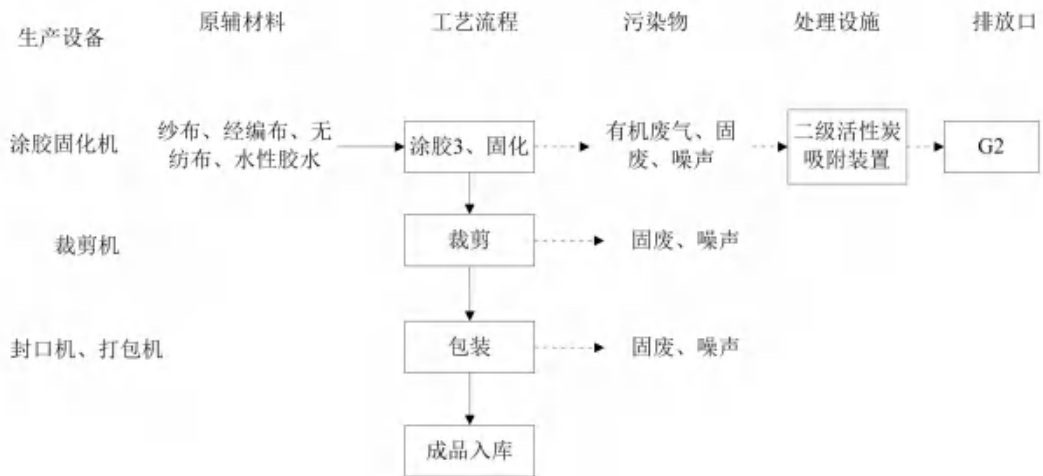 生产设备
原辅材料
工艺流程
污染物
处理设施
排放口
涂胶固化机
纱布、经编布、无
纺布、水性胶水
涂胶3、固化
有机废气、固
废、噪声
二级活性炭
吸附装置
G2
裁剪机
裁剪
固废、噪声
封口机、打包机
包装
固废、噪声
成品入库